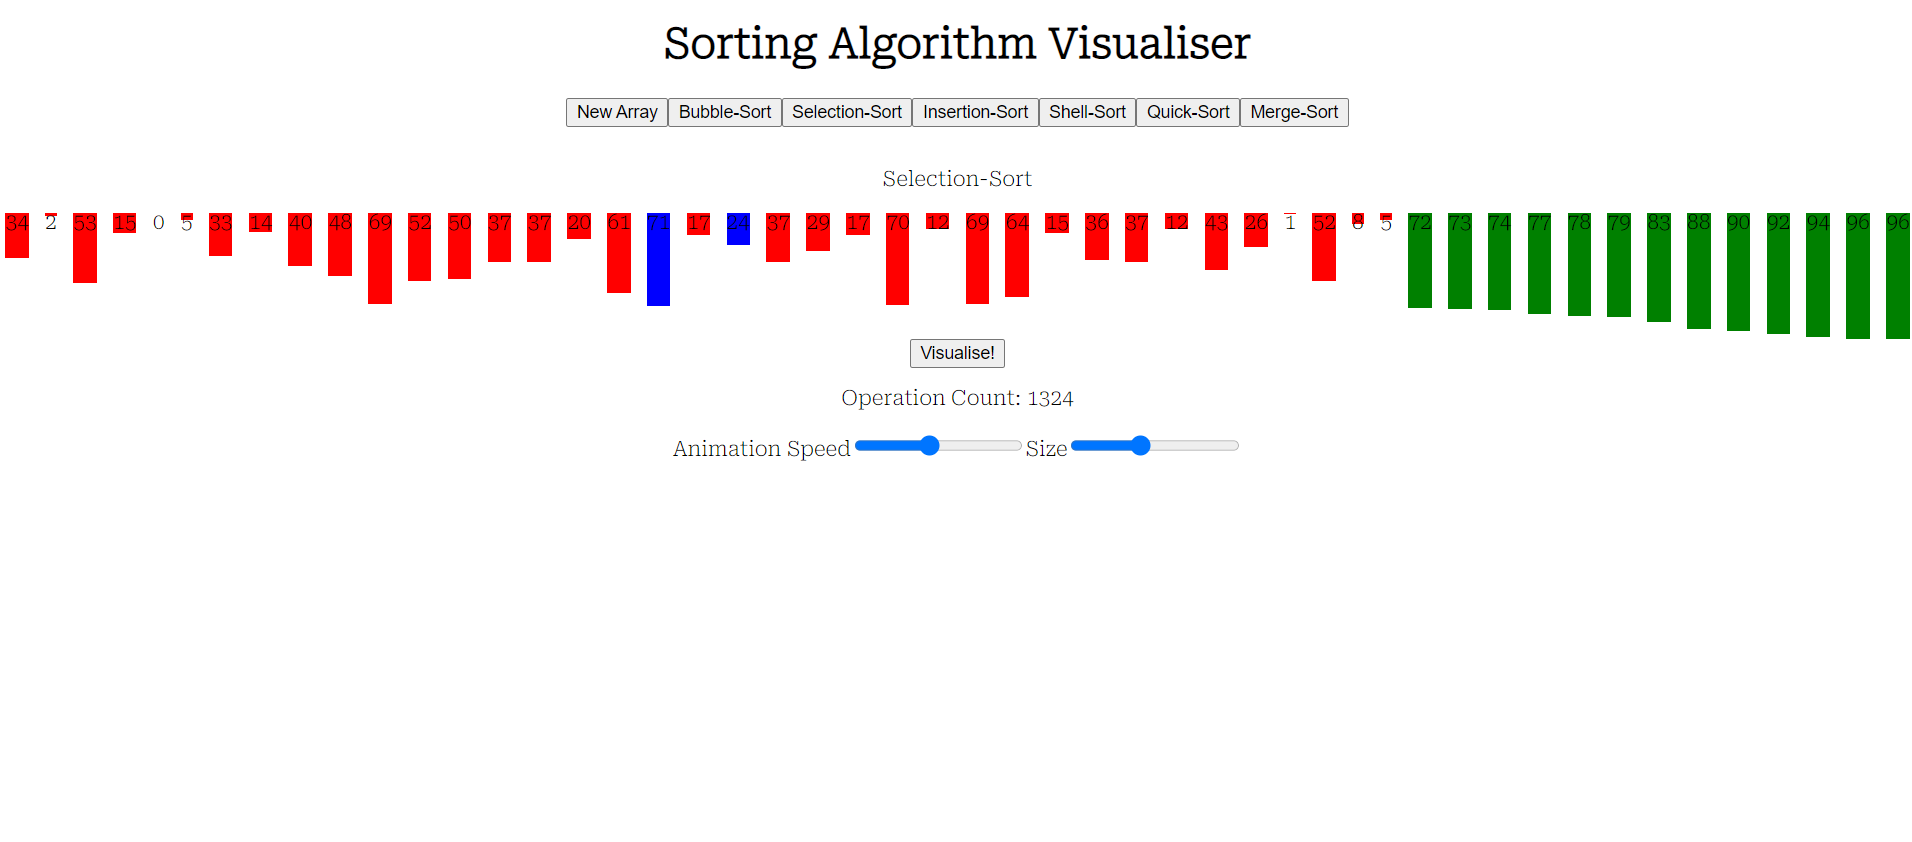 Sorting Algorithm Visualiser
New Array Bubble-Sort Selection-Sort Insertion-Sort Shell-Sort Quick-Sort Merge-Sort
Selection-Sort
34 2 53 15 0 5 33 14 40 48 69 52 50 37 37 20 61 71 17 24 37 29 17 70 12 69 64 15 36 37 12 43 26 1 52 8 5 72 73 74 77 78 79 83 88 90 92 94 96 96
Visualise!
Operation Count: 1324
Animation Speed Size